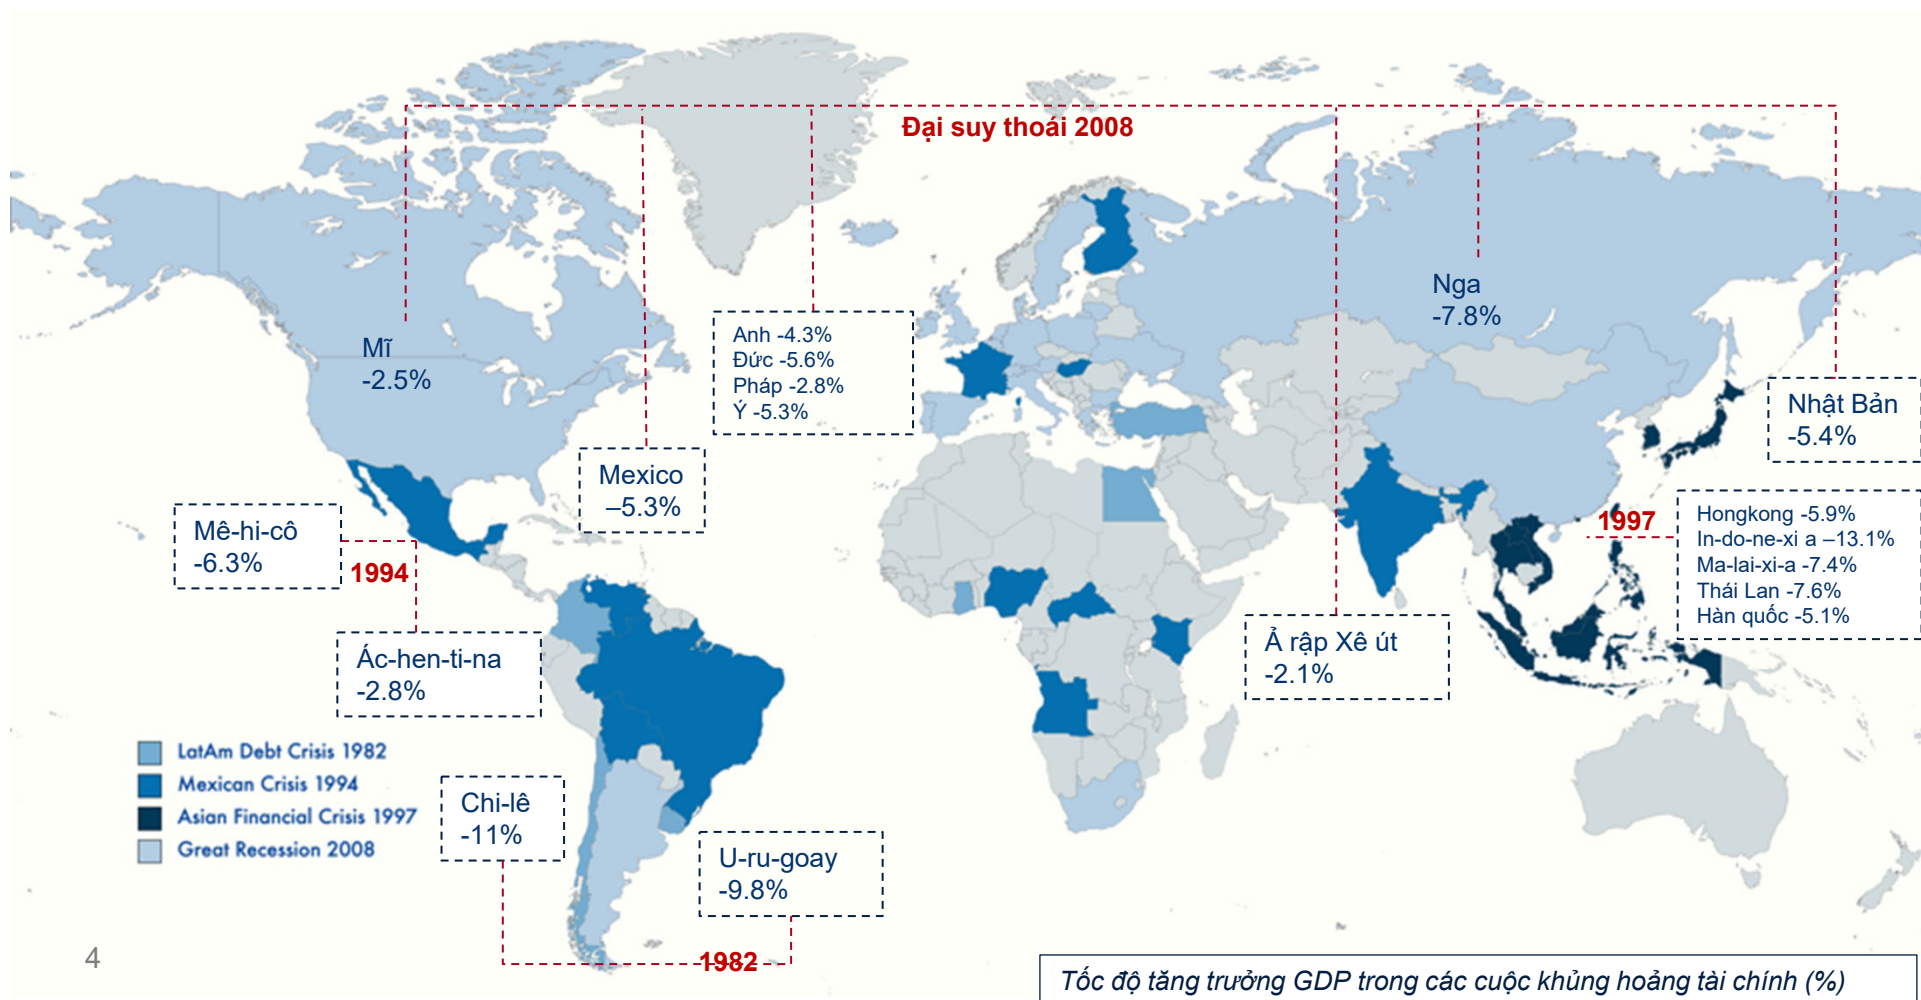 Đại suy thoái 2008
Nga
-7.8%
Mĩ
-2.5%
Anh -4.3%
Đức -5.6%
Pháp -2.8%
Ý -5.3%
Nhật Bản
-5.4%
Mexico
–5.3%
Mê-hi-cô
-6.3%
1994
1997
Hongkong -5.9%
In-do-ne-xi a –13.1%
Ma-lai-xi-a -7.4%
Thái Lan -7.6%
Hàn quốc -5.1%
Ả rập Xê út
-2.1%
Ác-hen-ti-na
-2.8%
LatAm Debt Crisis 1982
Mexican Crisis 1994
Asian Financial Crisis 1997
Great Recession 2008
Chi-lê
-11%
U-ru-goay
-9.8%
1982
4
Tốc độ tăng trưởng GDP trong các cuộc khủng hoảng tài chính (%)